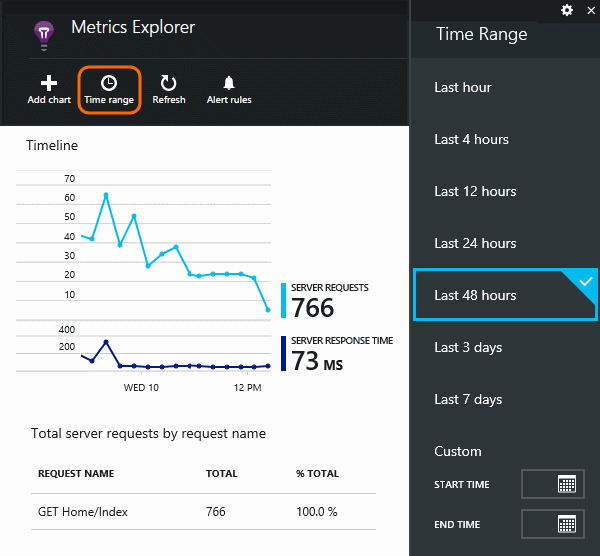 Metrics Explorer
Add chart Time range Refresh Alert rules
Timeline
70
60
50
40
30
20
10
400
200
WED 10 12 PM
SERVER REQUESTS
766
SERVER RESPONSE TIME
73 MS
Total server requests by request name
REQUEST NAME TOTAL % TOTAL
GET Home/Index 766 100.0 %
Time Range
Last hour
Last 4 hours
Last 12 hours
Last 24 hours
Last 48 hours
Last 3 days
Last 7 days
Custom
START TIME
END TIME